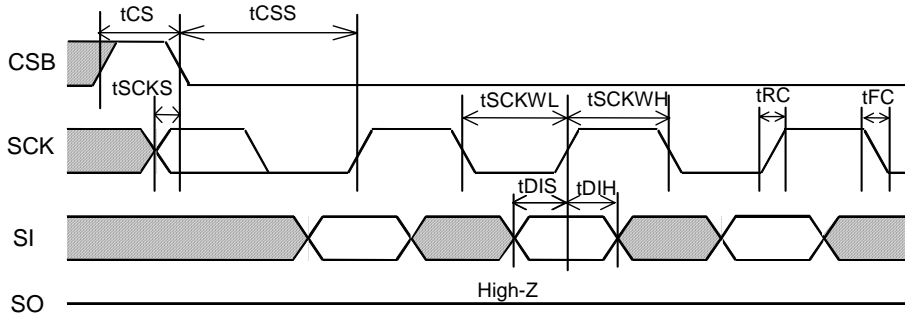 tCS
tCSS
CSB
tSCKS
tSCKWL
tSCKWH
tRC
tFC
SCK
tDIS
tDIH
SI
High-Z
SO